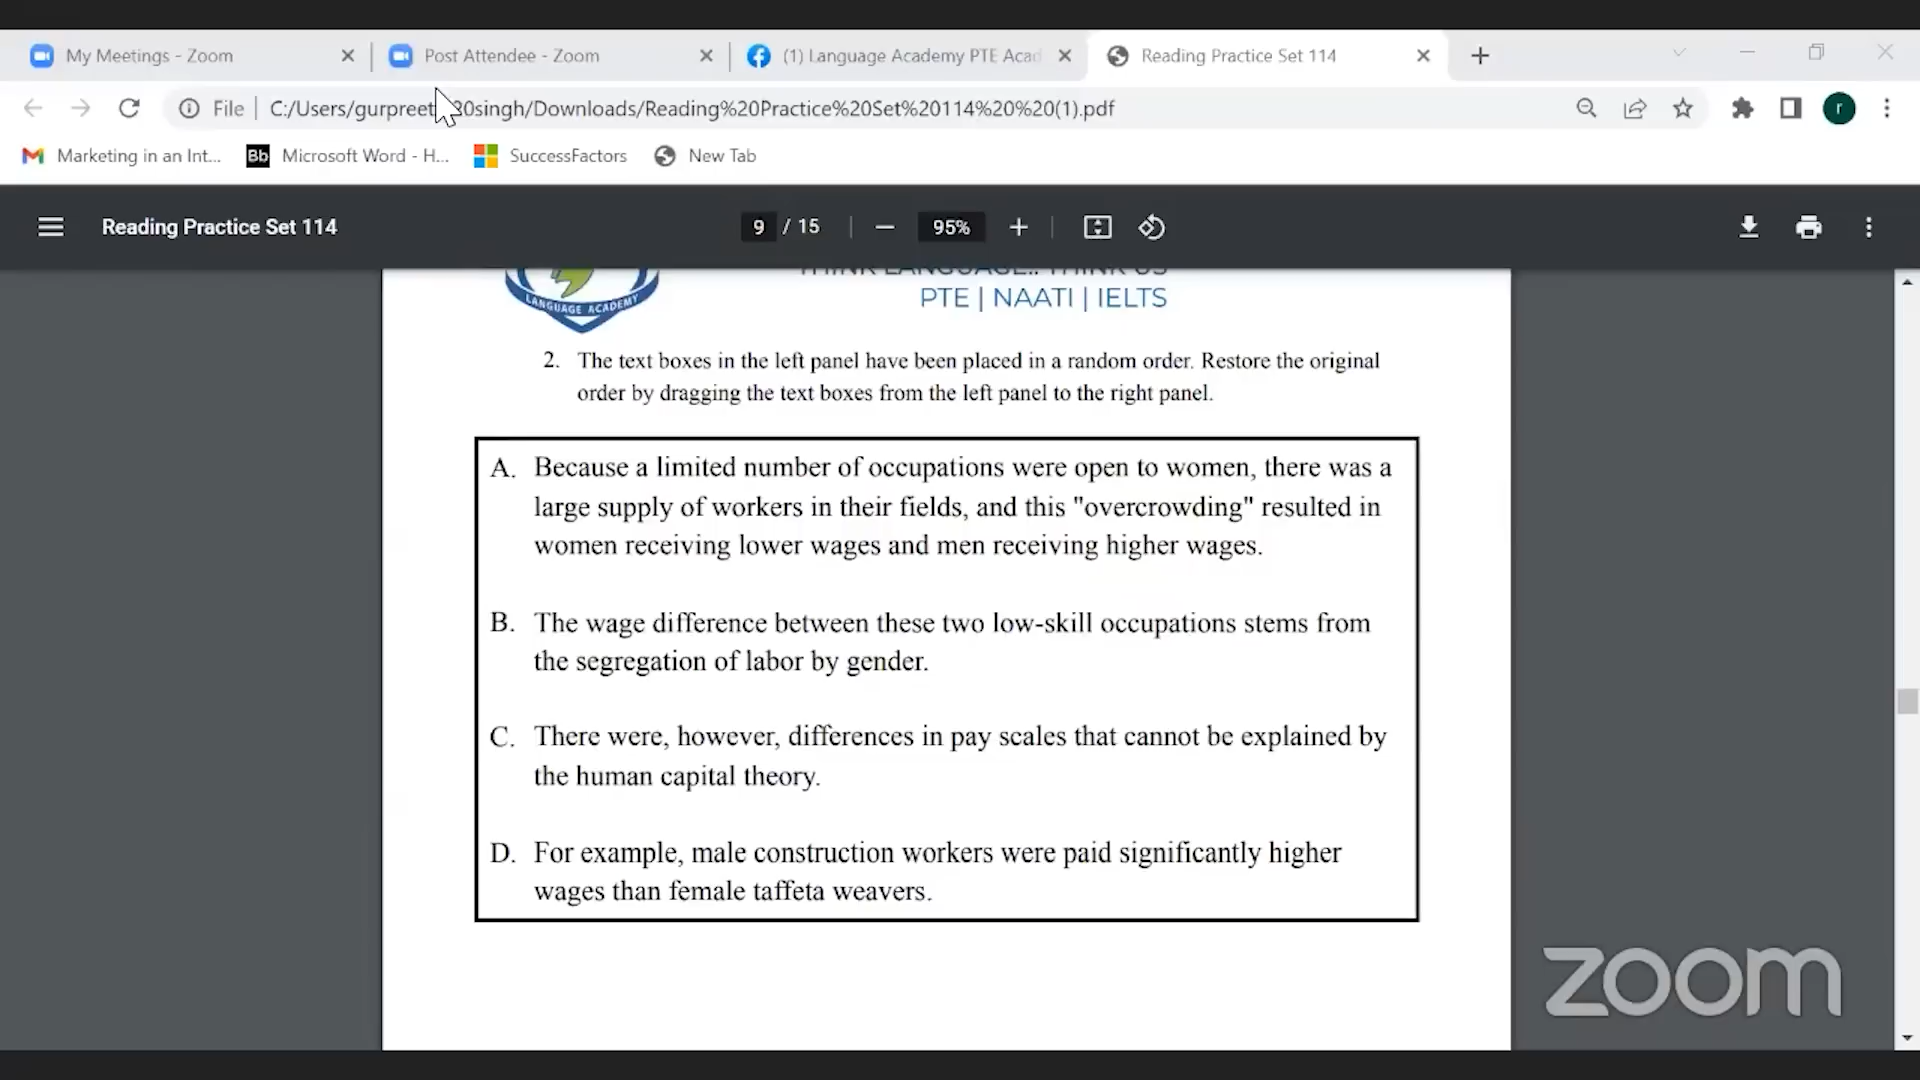 My Meetings - Zoom
Post Attendee - Zoom
(1) Language Academy PTE Acad
Reading Practice Set 114
File
C:/Users/gurpreet%20singh/Downloads/Reading%20Practice%20Set%20114%20%20(1).pdf
r
Marketing in an Int...
Bb Microsoft Word - H...
SuccessFactors
New Tab
Reading Practice Set 114
9 / 15
95%
THINK LANGUAGE.. THINK US
LANGUAGE ACADEMY
PTE | NAATI | IELTS
2. The text boxes in the left panel have been placed in a random order. Restore the original
order by dragging the text boxes from the left panel to the right panel.
A. Because a limited number of occupations were open to women, there was a
large supply of workers in their fields, and this "overcrowding" resulted in
women receiving lower wages and men receiving higher wages.
B. The wage difference between these two low-skill occupations stems from
the segregation of labor by gender.
C. There were, however, differences in pay scales that cannot be explained by
the human capital theory.
D. For example, male construction workers were paid significantly higher
wages than female taffeta weavers.
zoom